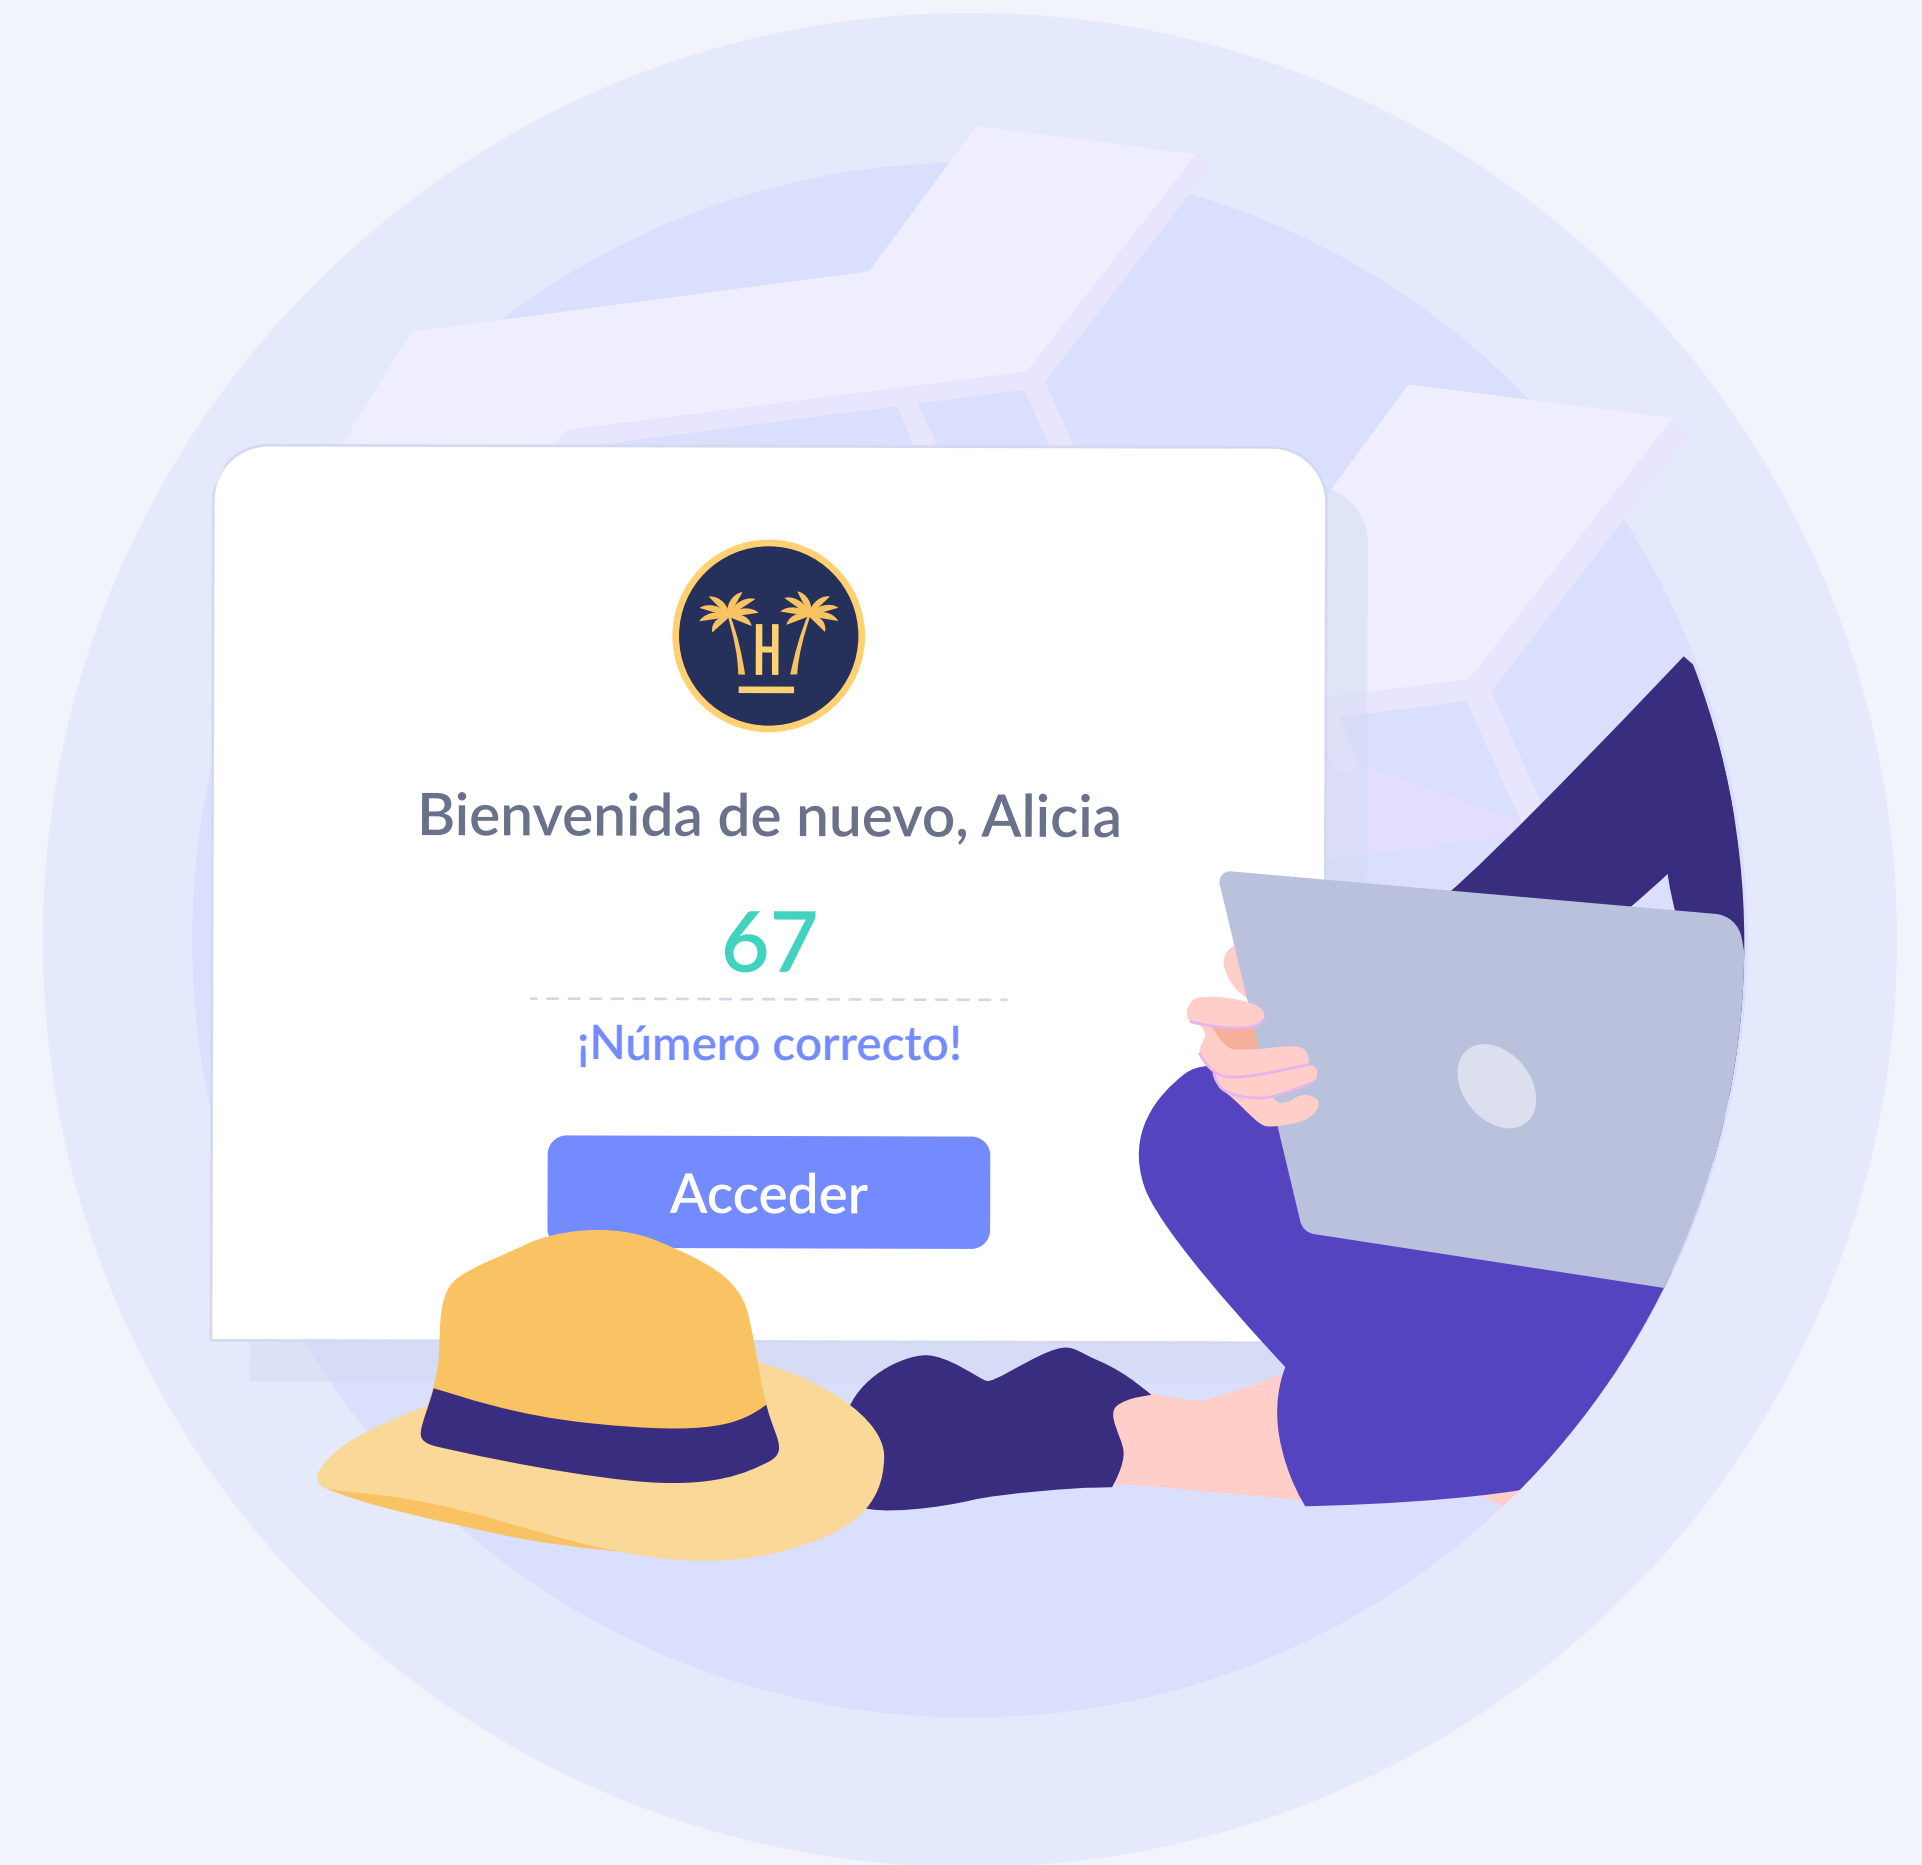 H
Bienvenida de nuevo, Alicia
67
¡Número correcto!
Acceder